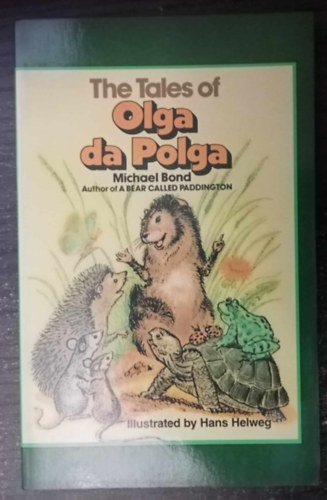 The Tales of
Olga
da Polga
Michael Bond
Author of A BEAR CALLED PADDINGTON
Illustrated by Hans Helweg